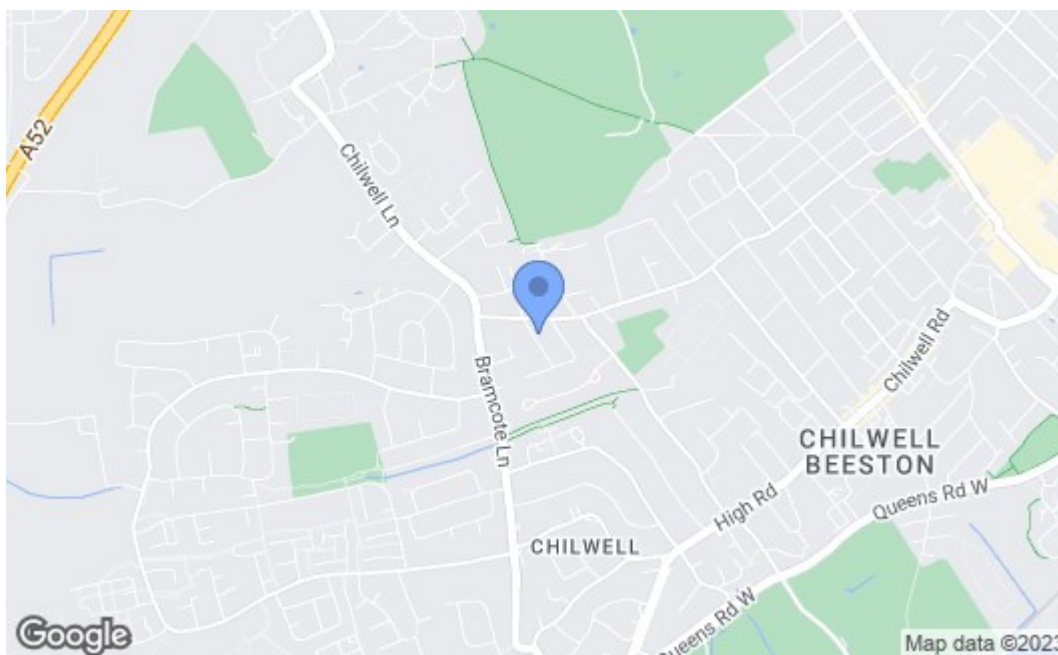 A52
Chilwell Ln
Bramcote Ln
Chilwell Rd
CHILWELL
BEESTON
High Rd
Queens Rd W
CHILWELL
Queens Rd W
Google
Map data ©2023